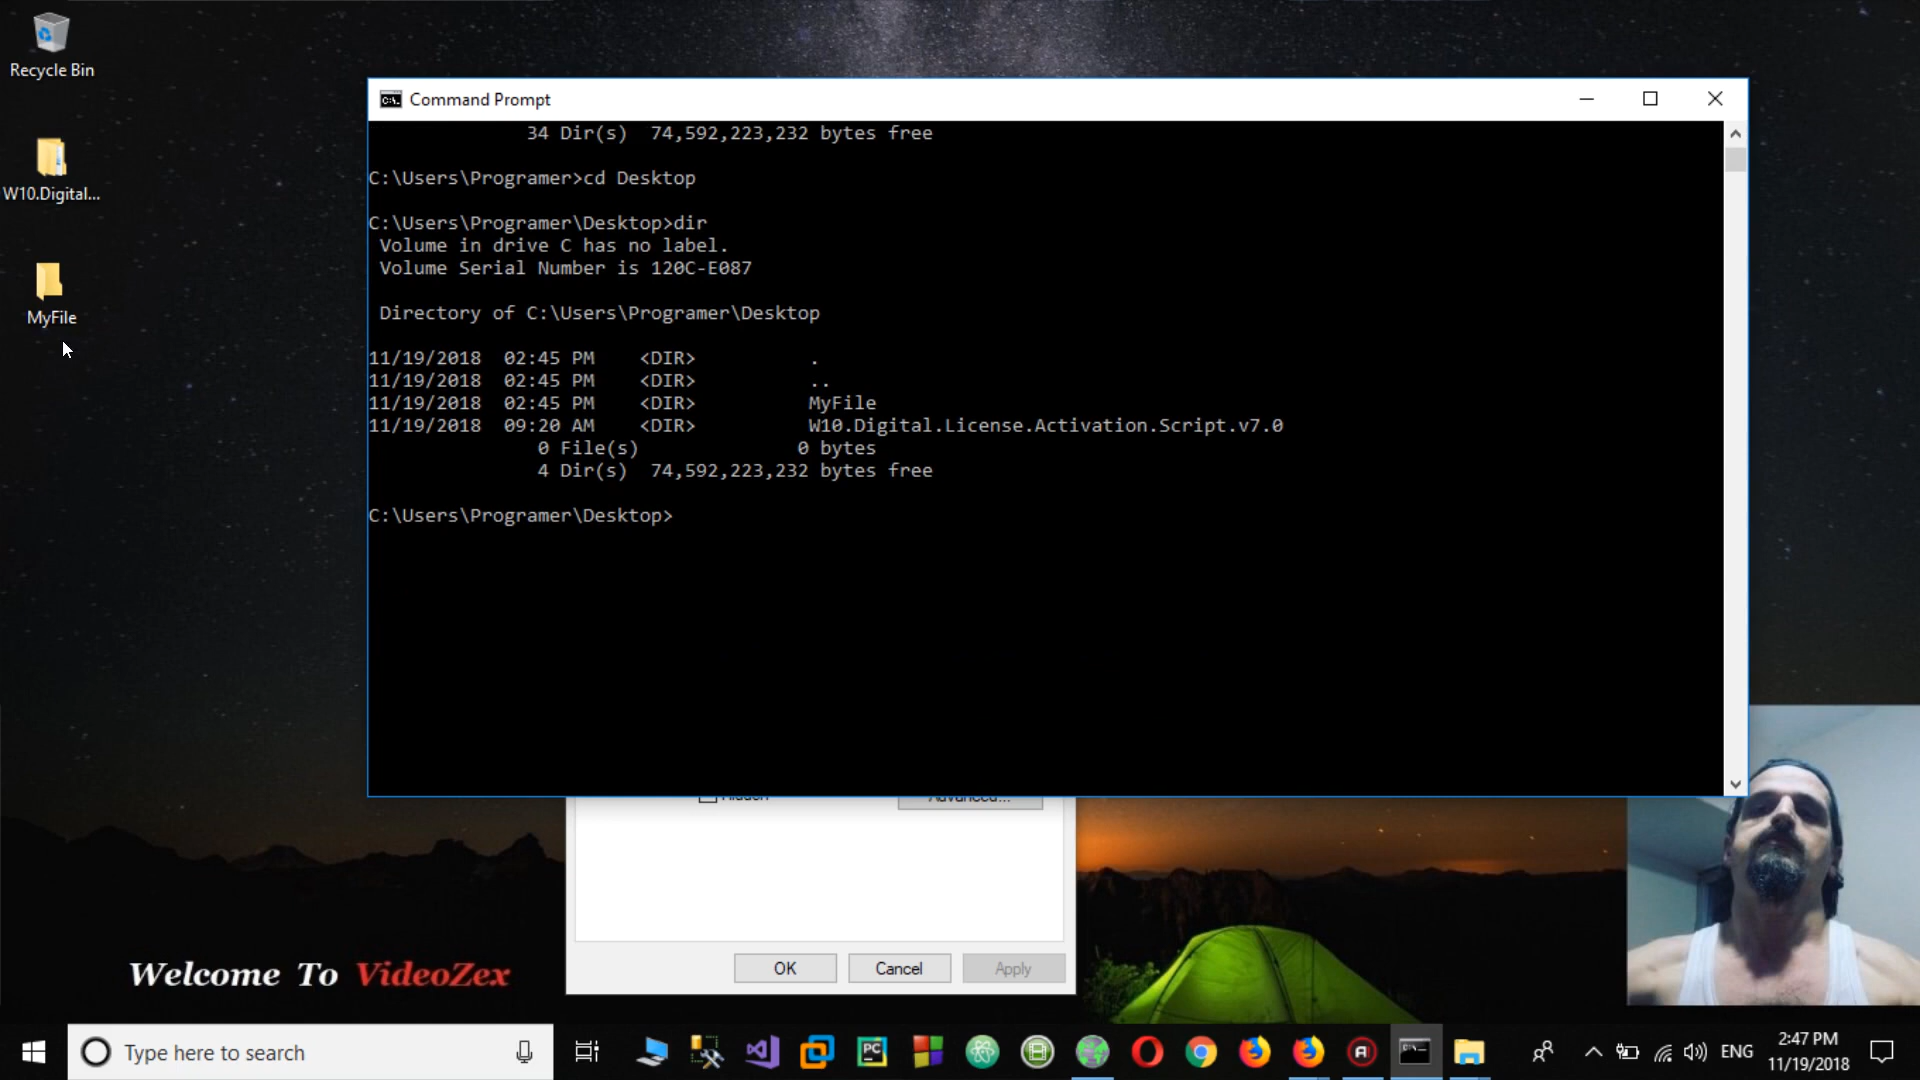 Recycle Bin
W10.Digital...
MyFile
Command Prompt
34 Dir(s)  74,592,223,232 bytes free
C:\Users\Programer>cd Desktop
C:\Users\Programer\Desktop>dir
Volume in drive C has no label.
Volume Serial Number is 120C-E087
Directory of C:\Users\Programer\Desktop
11/19/2018  02:45 PM    <DIR>          .
11/19/2018  02:45 PM    <DIR>          ..
11/19/2018  02:45 PM    <DIR>          MyFile
11/19/2018  09:20 AM    <DIR>          W10.Digital.License.Activation.Script.v7.0
0 File(s)              0 bytes
4 Dir(s)  74,592,223,232 bytes free
C:\Users\Programer\Desktop>
Hidden
Advanced...
OK
Cancel
Apply
Welcome To VideoZex
Type here to search
PC
ENG
2:47 PM
11/19/2018